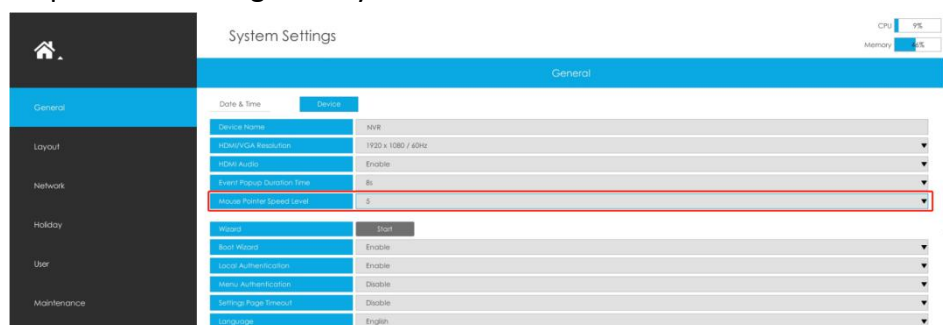 System Settings
CPU 9%
Memory 46%
General
General
Layout
Network
Holiday
User
Maintenance
Date & Time Device
Device Name NVR
HDMI/VGA Resolution 1920 x 1080 / 60Hz
HDMI Audio Enable
Event Popup Duration Time 8s
Mouse Pointer Speed Level 5
Wizard Start
Boot Wizard Enable
Local Authentication Enable
Menu Authentication Disable
Settings Page Timeout Disable
Language English